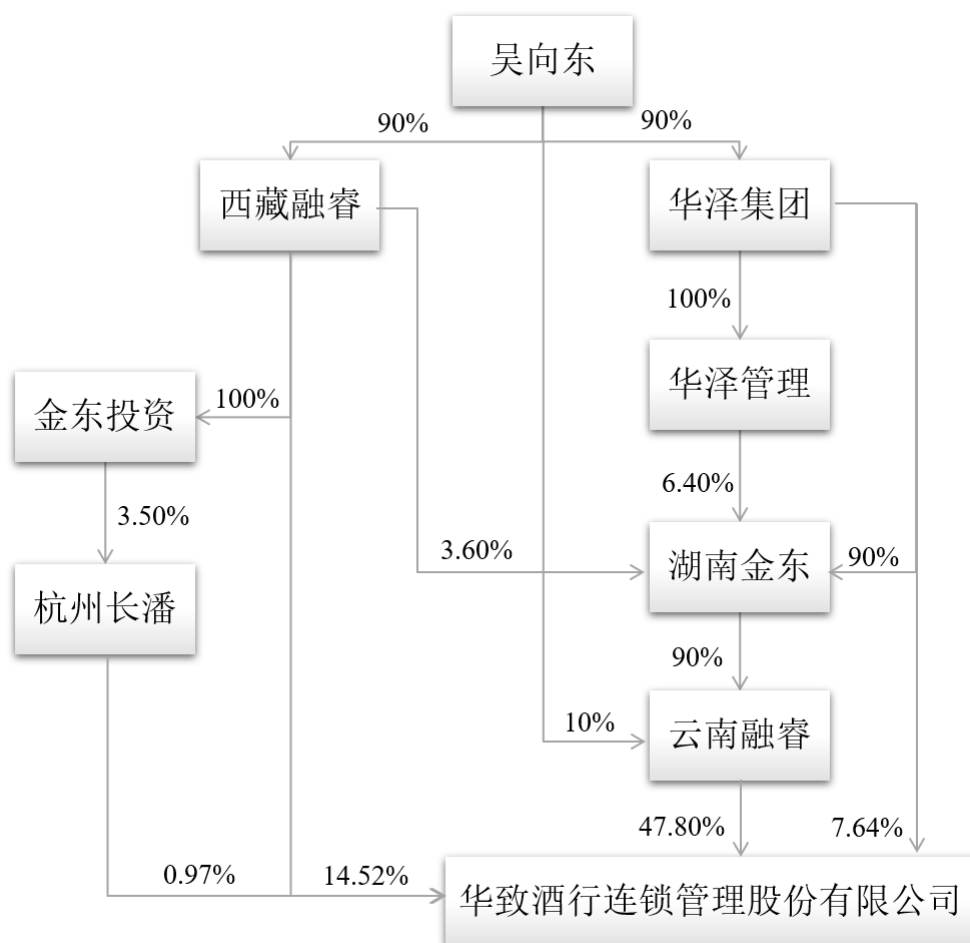 吴向东
90%
90%
西藏融睿
华泽集团
100%
华泽管理
金东投资
100%
6.40%
3.50%
3.60%
湖南金东
90%
杭州长潘
90%
10%
云南融睿
47.80%
7.64%
0.97%
14.52%
华致酒行连锁管理股份有限公司